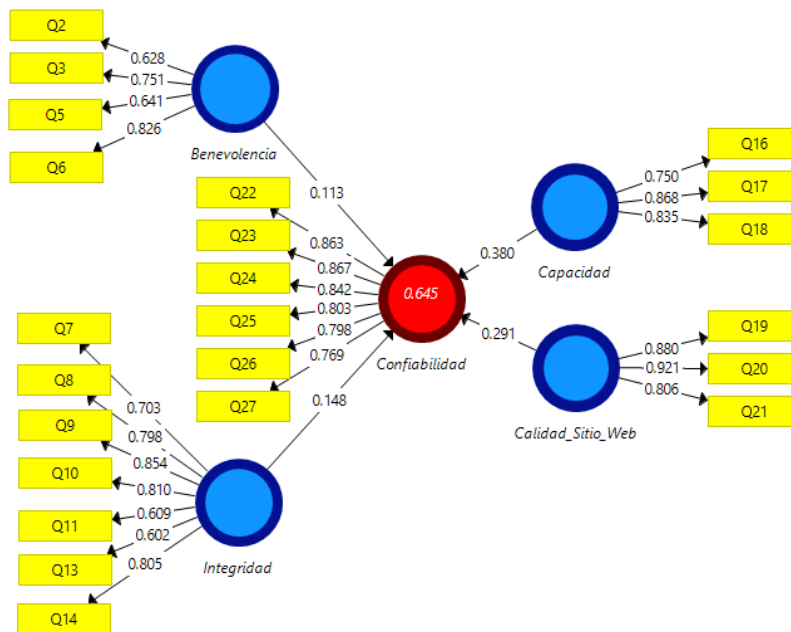 Q2
Q3
Q5
Q6
0.628
0.751
0.641
0.826
Benevolencia
0.113
Q22
Q23
Q24
Q25
Q26
Q27
0.863
0.867
0.842
0.803
0.798
0.769
0.645
Confiabilidad
Q16
Q17
Q18
0.750
0.868
0.835
Capacidad
0.380
Q19
Q20
Q21
0.880
0.921
0.806
Calidad_Sitio_Web
0.291
Q7
Q8
Q9
Q10
Q11
Q13
Q14
0.703
0.798
0.854
0.810
0.609
0.602
0.805
Integridad
0.148